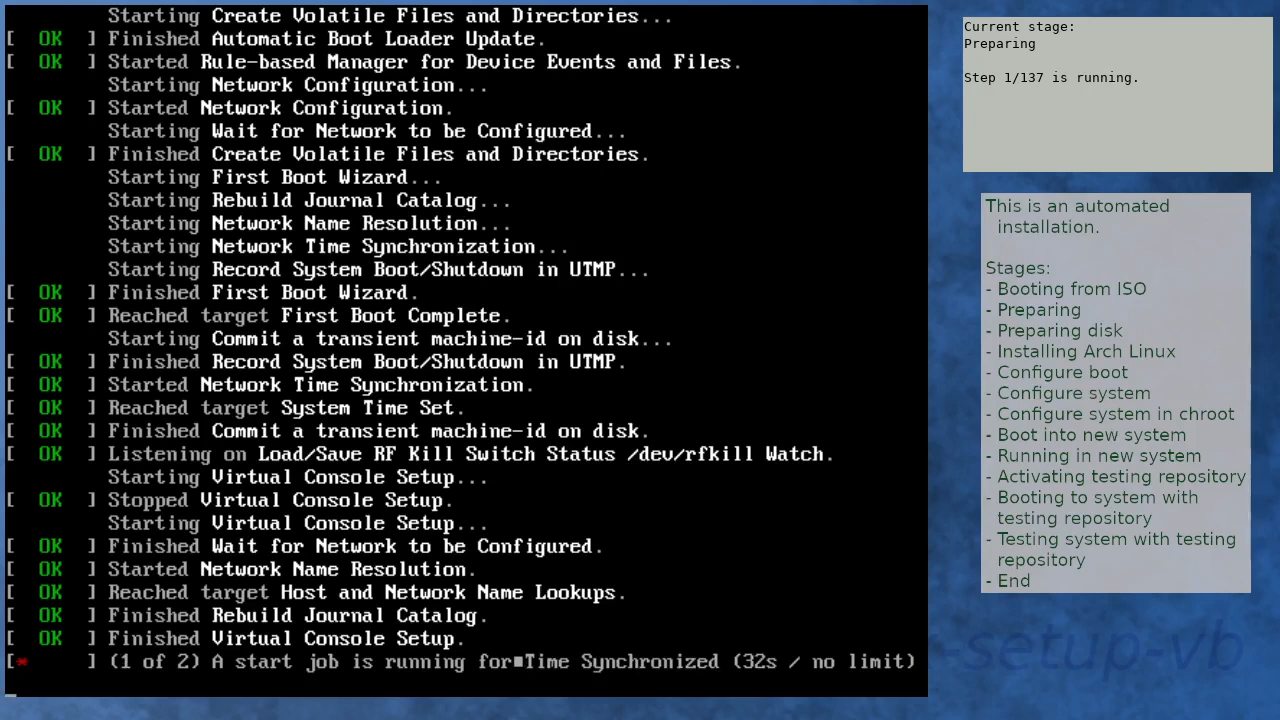 Starting Create Volatile Files and Directories...
[  OK  ] Finished Automatic Boot Loader Update.
[  OK  ] Started Rule-based Manager for Device Events and Files.
Starting Network Configuration...
[  OK  ] Started Network Configuration.
Starting Wait for Network to be Configured...
[  OK  ] Finished Create Volatile Files and Directories.
Starting First Boot Wizard...
Starting Rebuild Journal Catalog...
Starting Network Name Resolution...
Starting Network Time Synchronization...
Starting Record System Boot/Shutdown in UTMP...
[  OK  ] Finished First Boot Wizard.
[  OK  ] Reached target First Boot Complete.
Starting Commit a transient machine-id on disk...
[  OK  ] Finished Record System Boot/Shutdown in UTMP.
[  OK  ] Started Network Time Synchronization.
[  OK  ] Reached target System Time Set.
[  OK  ] Finished Commit a transient machine-id on disk.
[  OK  ] Listening on Load/Save RF Kill Switch Status /dev/rfkill Watch.
Starting Virtual Console Setup...
[  OK  ] Stopped Virtual Console Setup.
Starting Virtual Console Setup...
[  OK  ] Finished Wait for Network to be Configured.
[  OK  ] Started Network Name Resolution.
[  OK  ] Reached target Host and Network Name Lookups.
[  OK  ] Finished Rebuild Journal Catalog.
[  OK  ] Finished Virtual Console Setup.
[*     ] (1 of 2) A start job is running for■Time Synchronized (32s / no limit)
Current stage:
Preparing
Step 1/137 is running.
This is an automated
installation.
Stages:
- Booting from ISO
- Preparing
- Preparing disk
- Installing Arch Linux
- Configure boot
- Configure system
- Configure system in chroot
- Boot into new system
- Running in new system
- Activating testing repository
- Booting to system with
testing repository
- Testing system with testing
repository
- End
-setup-vb